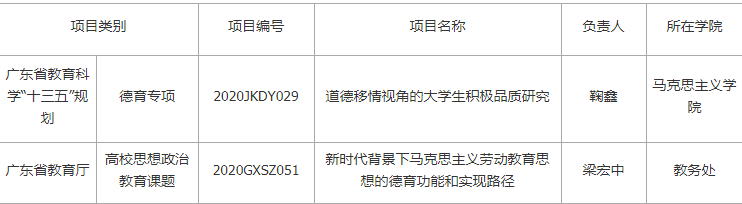 项目类别 项目编号 项目名称 负责人 所在学院
广东省教育科
学“十三五”规
划
德育专项
2020JKDY029
道德移情视角的大学生积极品质研究
鞠鑫
马克思主义学
院
广东省教育厅
高校思想政治
教育课题
2020GXSZ051
新时代背景下马克思主义劳动教育思
想的德育功能和实现路径
梁宏中
教务处